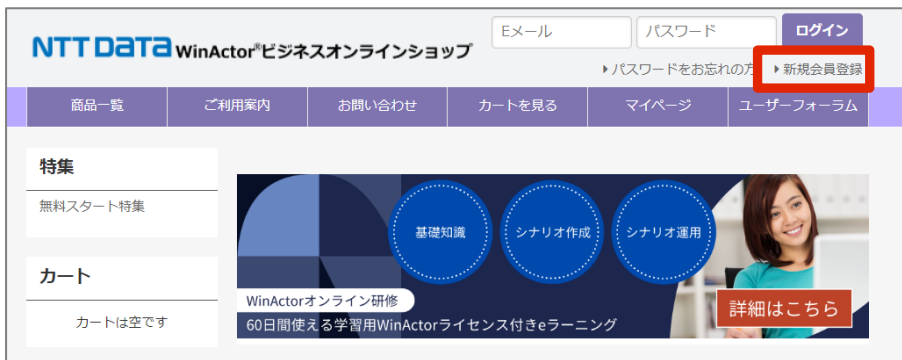 Eメール パスワード ログイン
NTT DATA WinActor®ビジネスオンラインショップ
パスワードをお忘れの方 新規会員登録
商品一覧 ご利用案内 お問い合わせ カートを見る マイページ ユーザーフォーラム
特集
無料スタート特集
カート
カートは空です
基礎知識 シナリオ作成 シナリオ運用
WinActorオンライン研修
60日間使える学習用WinActorライセンス付きeラーニング
詳細はこちら